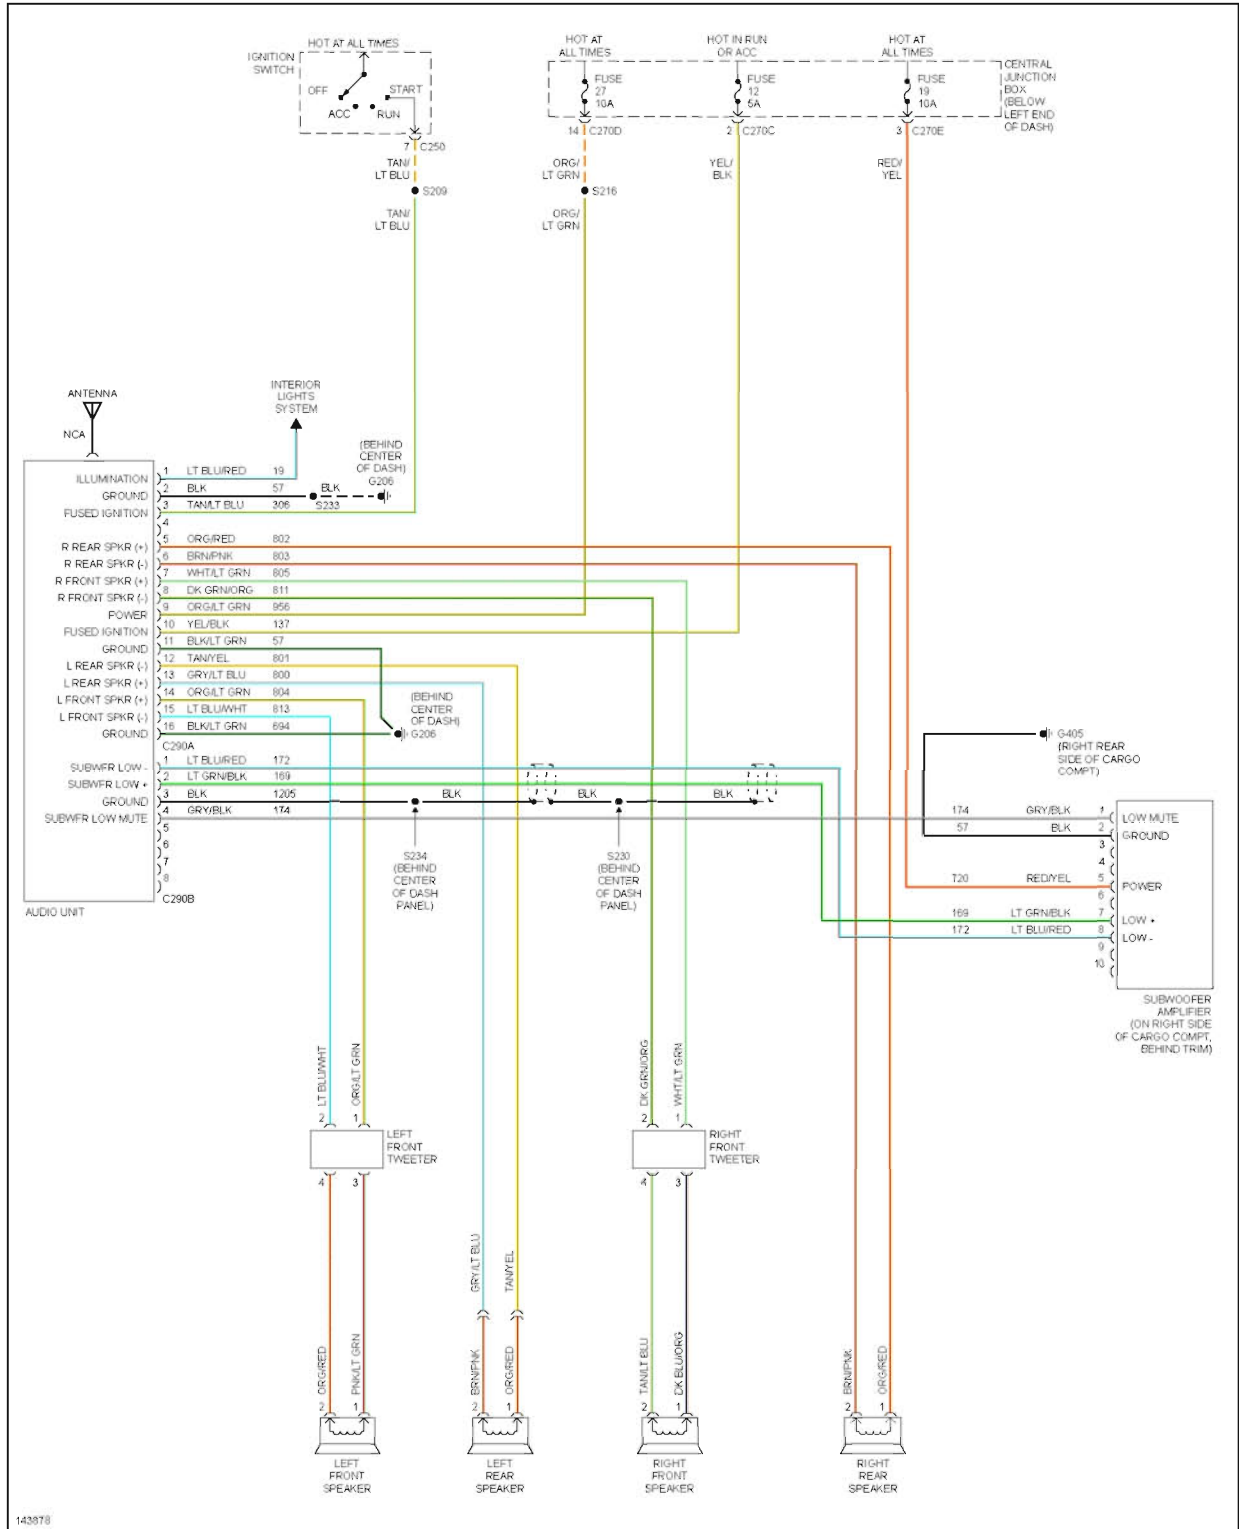 HOT AT ALL TIMES
IGNITION
SWITCH
OFF
START
ACC
RUN
7 C250
TAN/
LT BLU
S209
TAN/
LT BLU
HOT AT
ALL TIMES
HOT IN RUN
OR ACC
HOT AT
ALL TIMES
FUSE
27
10A
FUSE
12
5A
FUSE
19
10A
CENTRAL
JUNCTION
BOX
(BELOW
LEFT END
OF DASH)
14 C270D
2 C270C
3 C270E
ORG/
LT GRN
S216
ORG/
LT GRN
YEL/
BLK
RED/
YEL
ANTENNA
NCA
INTERIOR
LIGHTS
SYSTEM
(BEHIND
CENTER
OF DASH)
G206
ILLUMINATION 1 LT BLU/RED 19
GROUND 2 BLK 57
BLK
S233
FUSED IGNITION 3 TAN/LT BLU 306
4
R REAR SPKR (+) 5 ORG/RED 802
R REAR SPKR (-) 6 BRN/PNK 803
R FRONT SPKR (+) 7 WHT/LT GRN 805
R FRONT SPKR (-) 8 DK GRN/ORG 811
POWER 9 ORG/LT GRN 956
FUSED IGNITION 10 YEL/BLK 137
GROUND 11 BLK/LT GRN 57
L REAR SPKR (-) 12 TAN/YEL 801
L REAR SPKR (+) 13 GRY/LT BLU 800
L FRONT SPKR (+) 14 ORG/LT GRN 804
L FRONT SPKR (-) 15 LT BLU/WHT 813
GROUND 16 BLK/LT GRN 694
C290A
(BEHIND
CENTER
OF DASH)
G206
SUBWFR LOW - 1 LT BLU/RED 172
SUBWFR LOW + 2 LT GRN/BLK 169
GROUND 3 BLK 1205
BLK
BLK
BLK
SUBWFR LOW MUTE 4 GRY/BLK 174
5
6
7
8
C290B
AUDIO UNIT
S234
(BEHIND
CENTER
OF DASH
PANEL)
S230
(BEHIND
CENTER
OF DASH
PANEL)
G405
(RIGHT REAR
SIDE OF CARGO
COMPT)
174 GRY/BLK 1 LOW MUTE
57 BLK 2 GROUND
3
4
720 RED/YEL 5 POWER
6
169 LT GRN/BLK 7 LOW +
172 LT BLU/RED 8 LOW -
9
10
SUBWOOFER
AMPLIFIER
(ON RIGHT SIDE
OF CARGO COMPT,
BEHIND TRIM)
LT BLU/WHT
ORG/LT GRN
2 1
LEFT
FRONT
TWEETER
4 3
DK GRN/ORG
WHT/LT GRN
2 1
RIGHT
FRONT
TWEETER
4 3
GRY/LT BLU
TAN/YEL
ORG/RED
PNK/LT GRN
2 1
BRN/PNK
ORG/RED
2 1
TAN/LT BLU
DK BLU/ORG
2 1
BRN/PNK
ORG/RED
2 1
LEFT
FRONT
SPEAKER
LEFT
REAR
SPEAKER
RIGHT
FRONT
SPEAKER
RIGHT
REAR
SPEAKER
143878